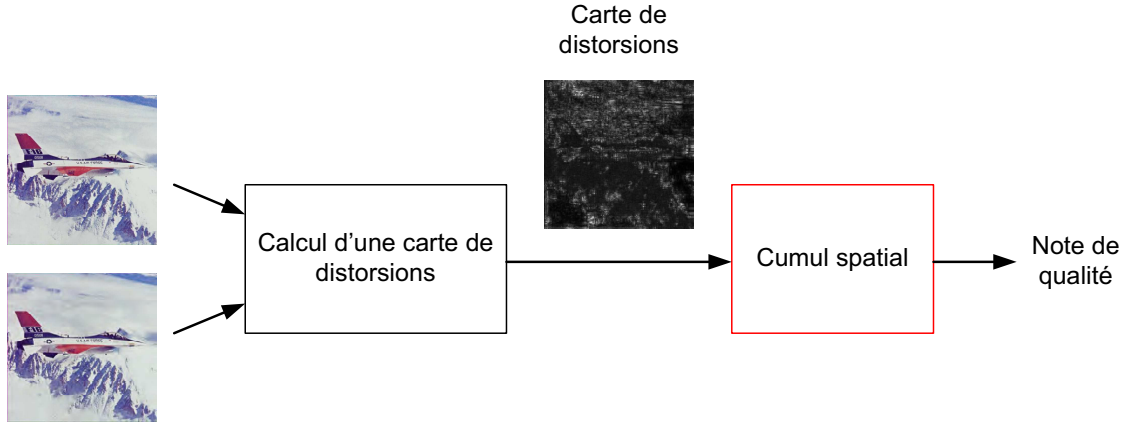 Carte de
distorsions
Calcul d’une carte de
distorsions
Cumul spatial
Note de
qualité